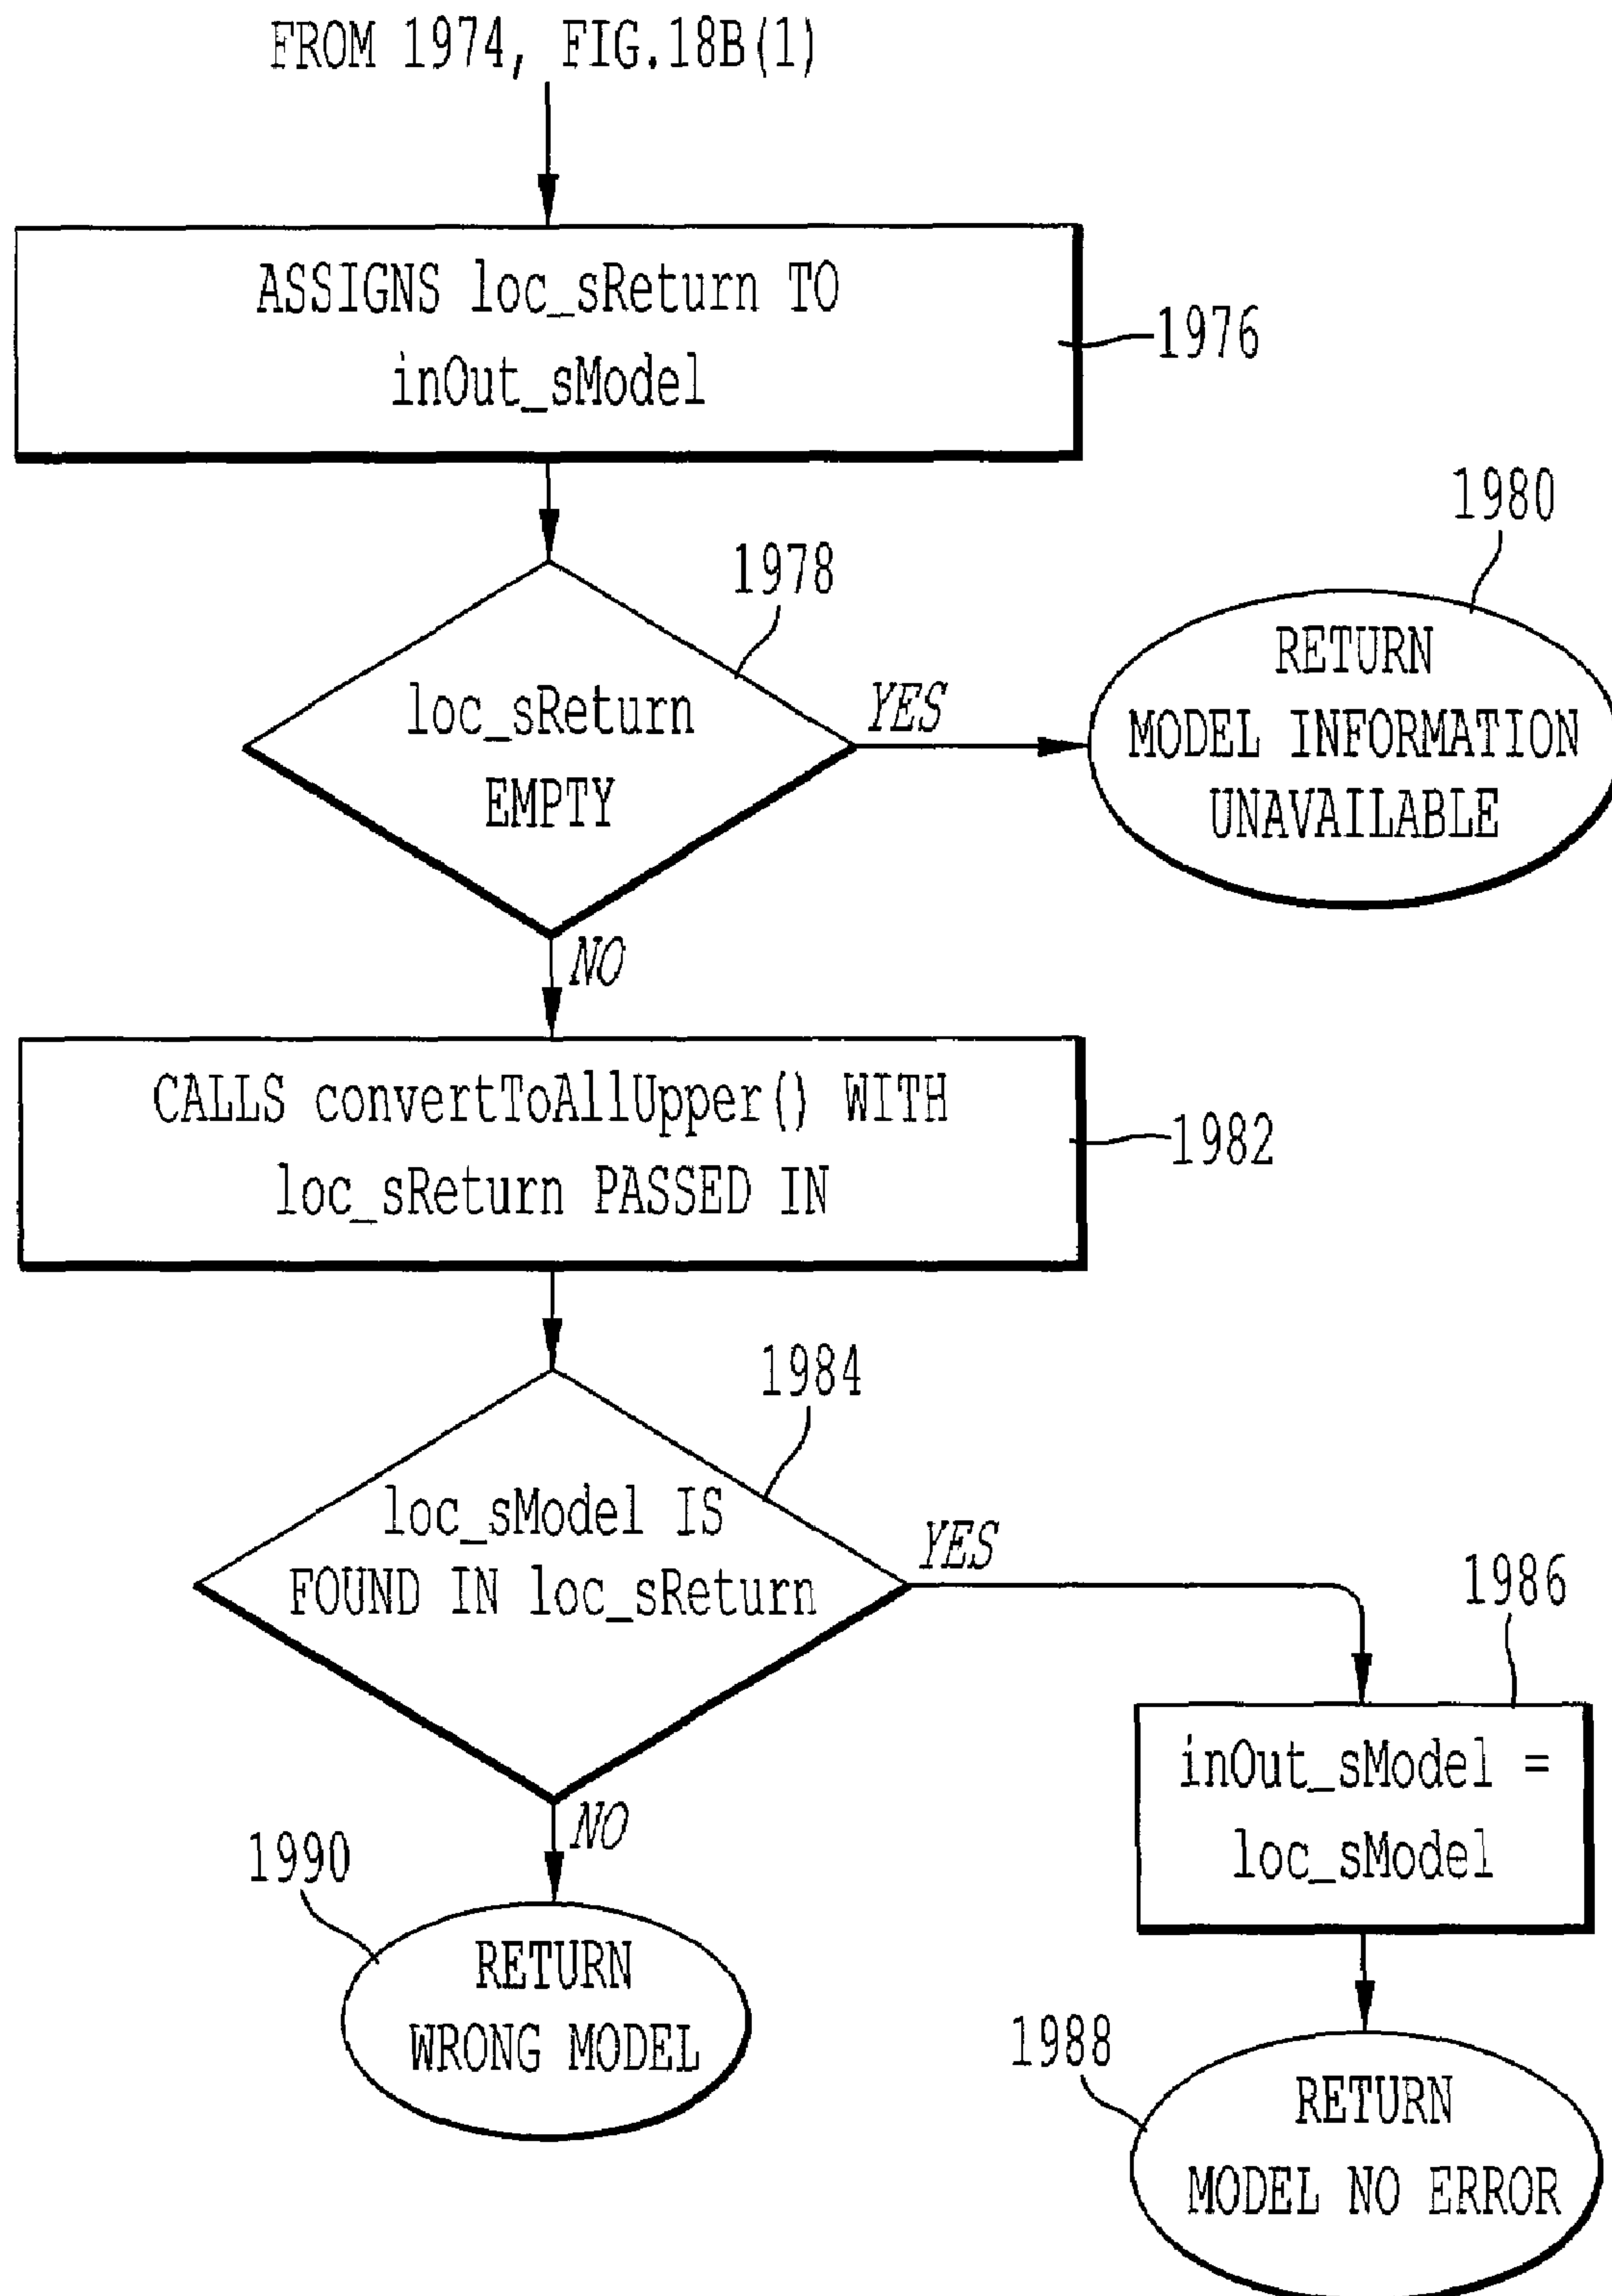 FROM 1974, FIG.18B(1)
ASSIGNS loc_sReturn TO
inOut_sModel
1976
1978
loc_sReturn
EMPTY
YES
1980
RETURN
MODEL INFORMATION
UNAVAILABLE
NO
CALLS convertToAllUpper() WITH
loc_sReturn PASSED IN
1982
1984
loc_sModel IS
FOUND IN loc_sReturn
YES
1986
inOut_sModel =
loc_sModel
NO
1990
RETURN
WRONG MODEL
1988
RETURN
MODEL NO ERROR